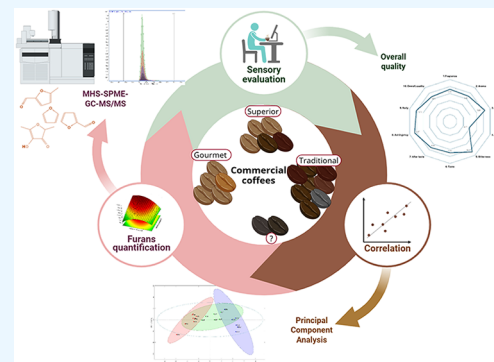 MHS-SPME-
GC-MS/MS
Sensory
evaluation
Overall
quality
Superior
Gourmet
Commercial
coffees
Traditional
?
Furans
quantification
Correlation
Principal
Component
Analysis